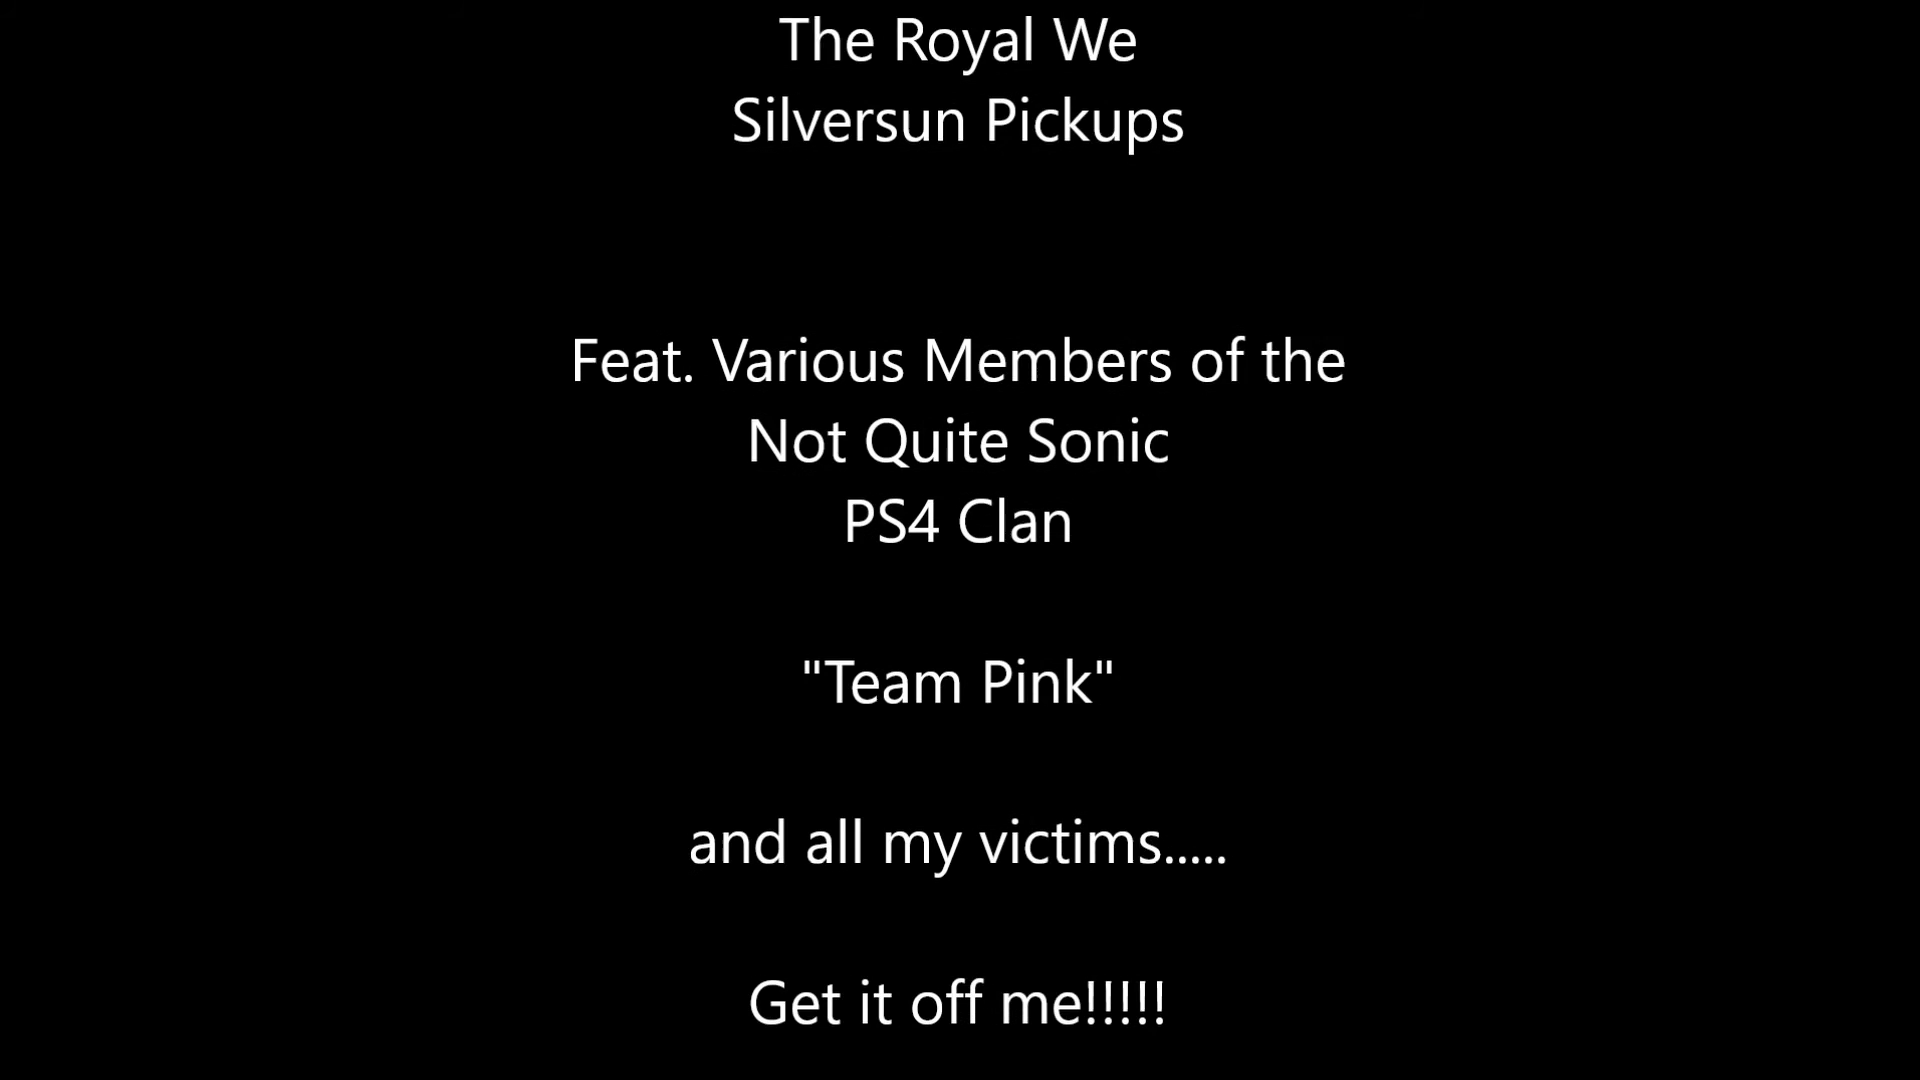 The Royal We
Silversun Pickups
Feat. Various Members of the
Not Quite Sonic
PS4 Clan
"Team Pink"
and all my victims.....
Get it off me!!!!!